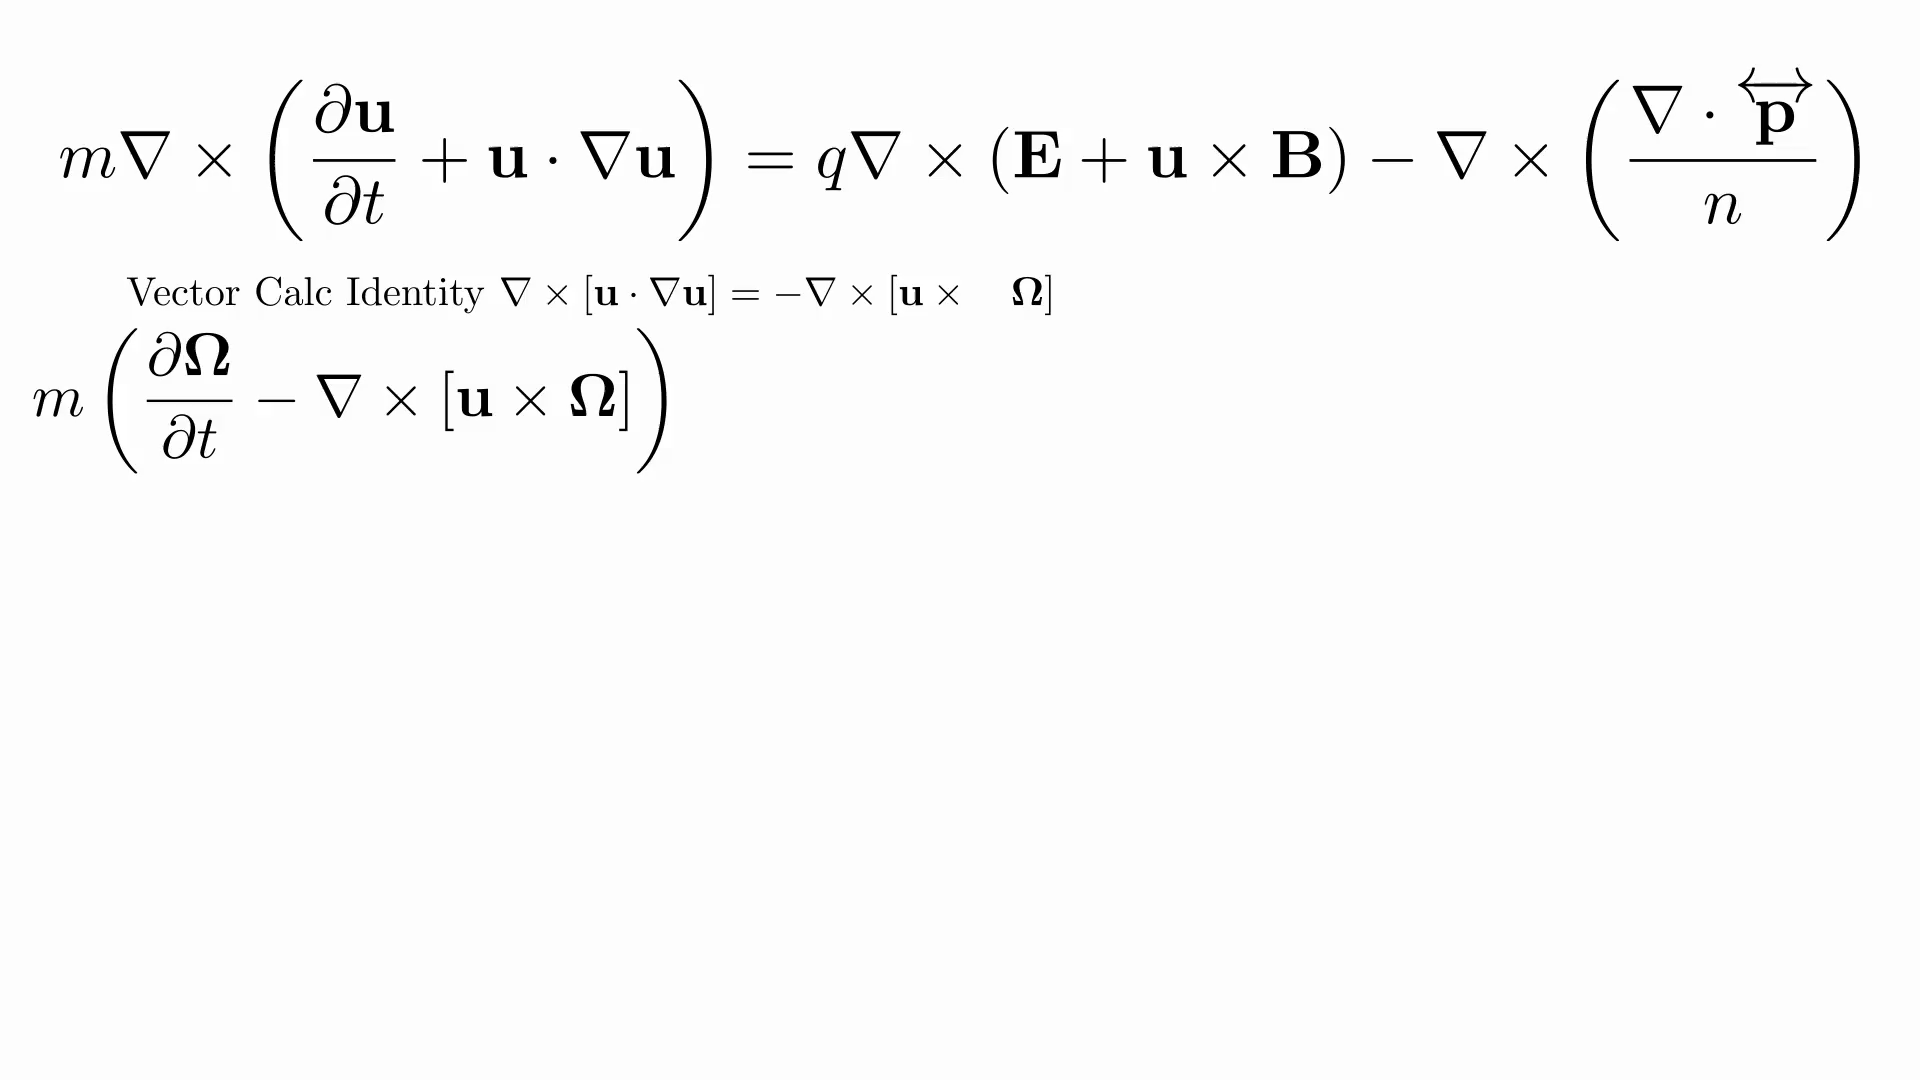 m∇ × (∂𝐮/∂t + 𝐮 · ∇𝐮) = q∇ × (𝐄 + 𝐮 × 𝐁) − ∇ × (∇ · 𝐩⃡ / n)
Vector Calc Identity ∇ × [𝐮 · ∇𝐮] = −∇ × [𝐮 × 𝛀]
m (∂𝛀/∂t − ∇ × [𝐮 × 𝛀])